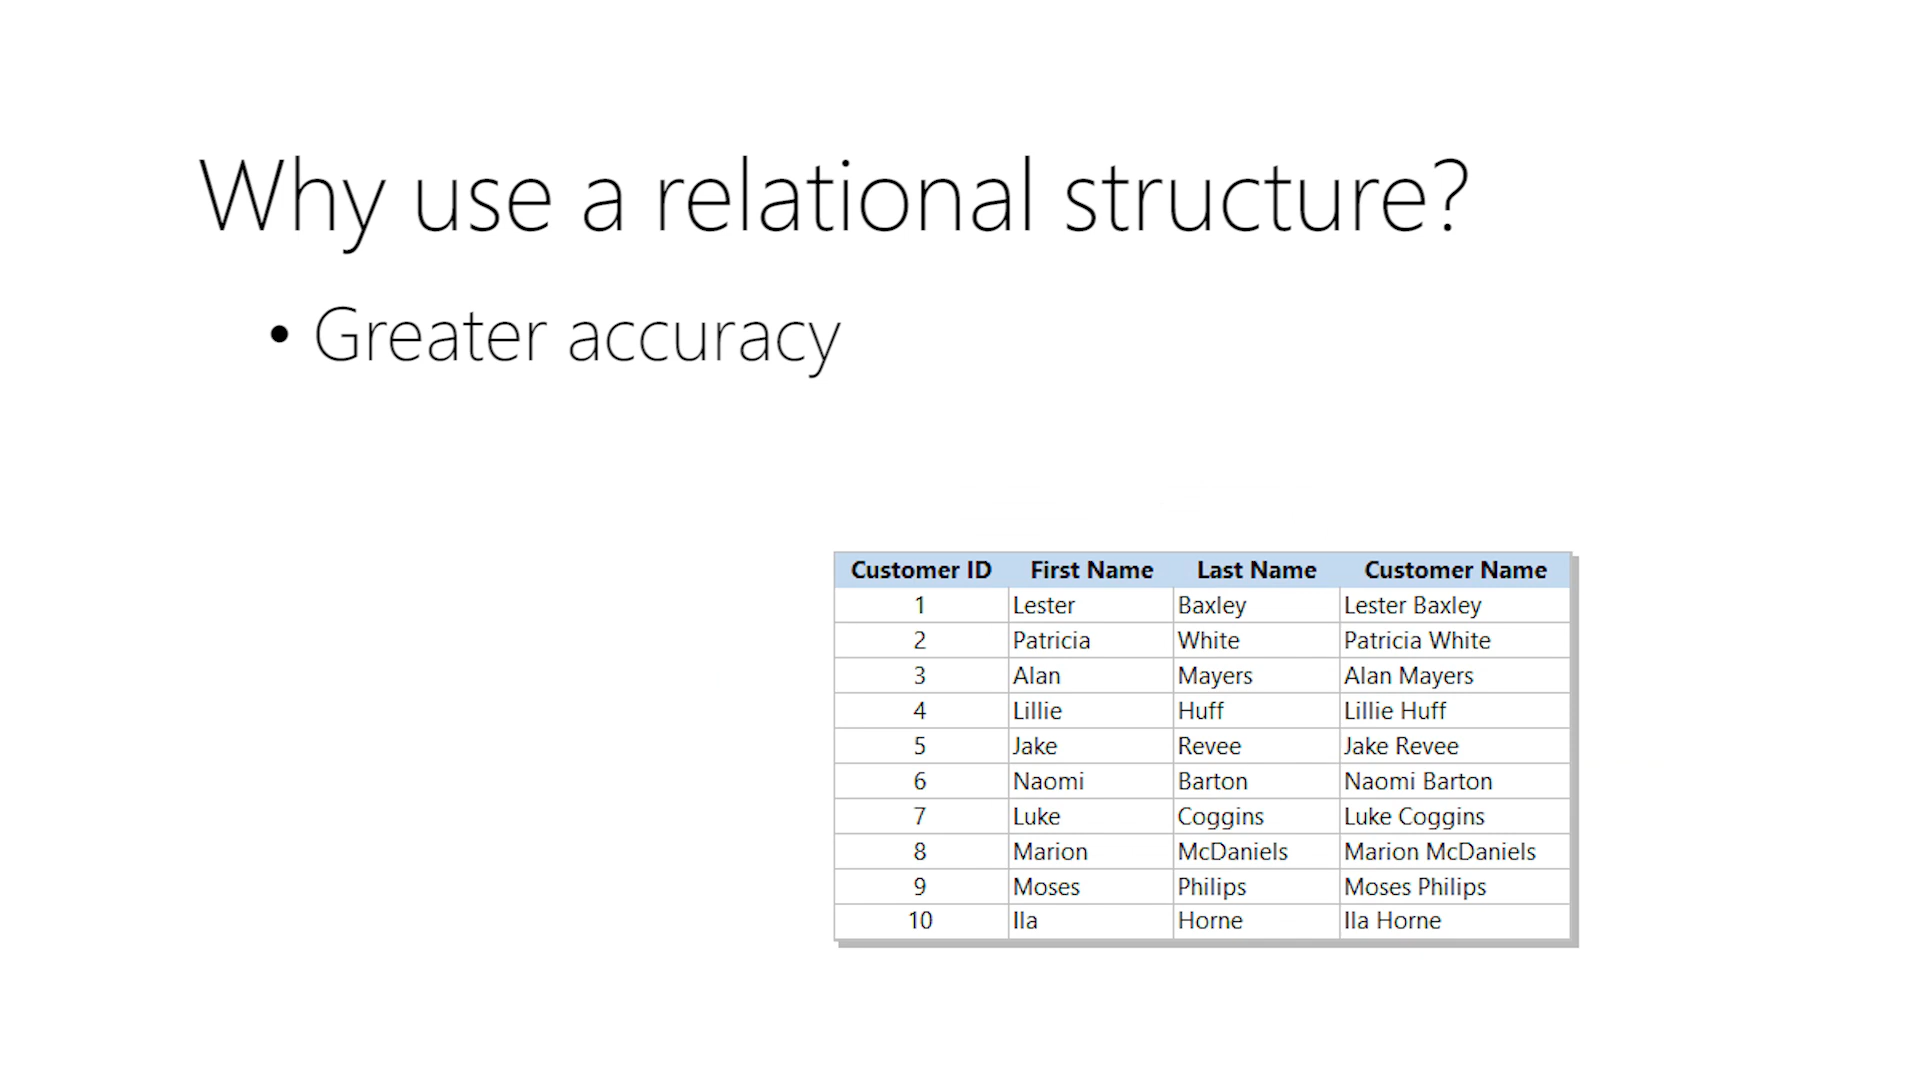 Why use a relational structure?
• Greater accuracy
Customer ID First Name Last Name Customer Name
1 Lester Baxley Lester Baxley
2 Patricia White Patricia White
3 Alan Mayers Alan Mayers
4 Lillie Huff Lillie Huff
5 Jake Revee Jake Revee
6 Naomi Barton Naomi Barton
7 Luke Coggins Luke Coggins
8 Marion McDaniels Marion McDaniels
9 Moses Philips Moses Philips
10 Ila Horne Ila Horne